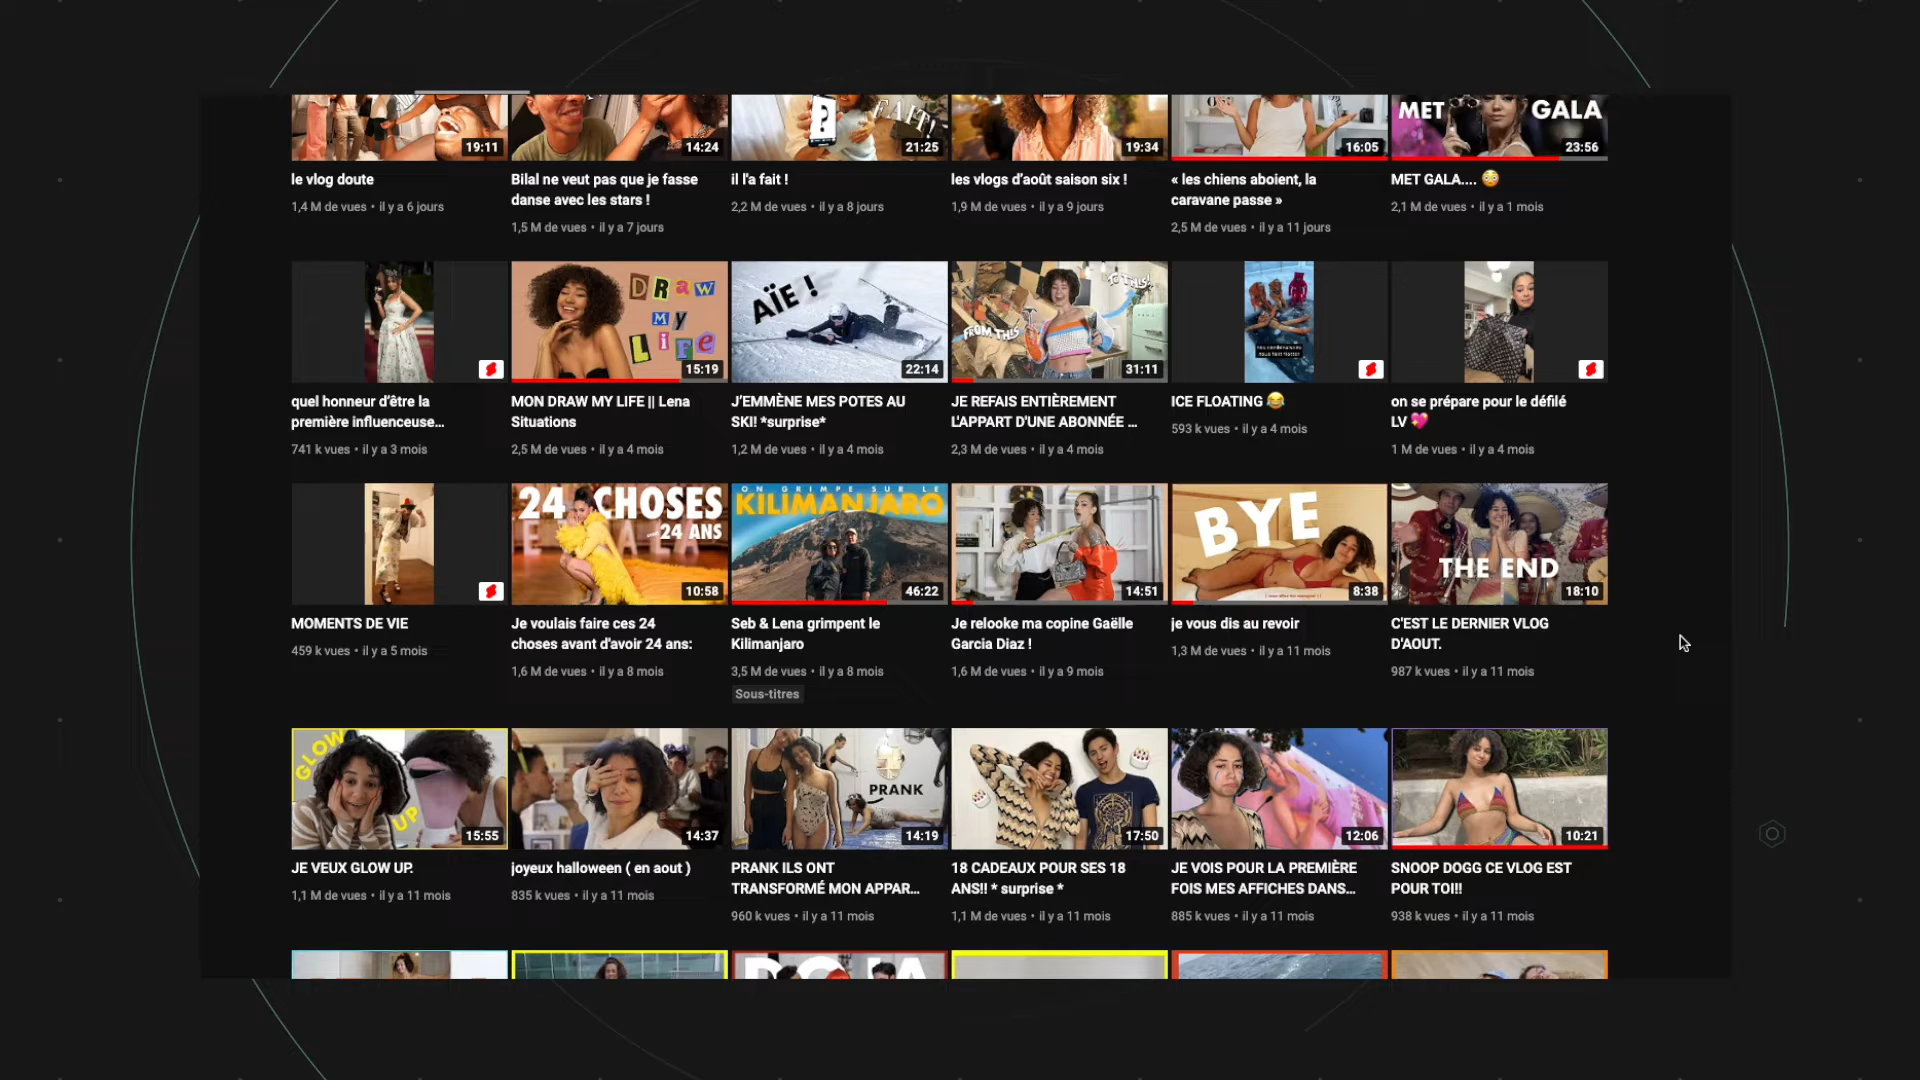 FAIT!
MET GALA
19:11
14:24
21:25
19:34
16:05
23:56
le vlog doute
1,4 M de vues • il y a 6 jours
Bilal ne veut pas que je fasse
danse avec les stars !
1,5 M de vues • il y a 7 jours
il l'a fait !
2,2 M de vues • il y a 8 jours
les vlogs d'août saison six !
1,9 M de vues • il y a 9 jours
« les chiens aboient, la
caravane passe »
2,5 M de vues • il y a 11 jours
MET GALA.... 😳
2,1 M de vues • il y a 1 mois
DRaW
MY
LiFe
15:19
AÏE !
22:14
FROM THIS
TO THIS!
31:11
quel honneur d'être la
première influenceuse...
741 k vues • il y a 3 mois
MON DRAW MY LIFE || Lena
Situations
2,5 M de vues • il y a 4 mois
J'EMMÈNE MES POTES AU
SKI! *surprise*
1,2 M de vues • il y a 4 mois
JE REFAIS ENTIÈREMENT
L'APPART D'UNE ABONNÉE ...
2,3 M de vues • il y a 4 mois
ICE FLOATING 😂
593 k vues • il y a 4 mois
on se prépare pour le défilé
LV 💖
1 M de vues • il y a 4 mois
24 CHOSES
24 ANS
10:58
ON GRIMPE SUR LE
KILIMANJARO
46:22
14:51
BYE
8:38
THE END
18:10
MOMENTS DE VIE
459 k vues • il y a 5 mois
Je voulais faire ces 24
choses avant d'avoir 24 ans:
1,6 M de vues • il y a 8 mois
Seb & Lena grimpent le
Kilimanjaro
3,5 M de vues • il y a 8 mois
Sous-titres
Je relooke ma copine Gaëlle
Garcia Diaz !
1,6 M de vues • il y a 9 mois
je vous dis au revoir
1,3 M de vues • il y a 11 mois
C'EST LE DERNIER VLOG
D'AOUT.
987 k vues • il y a 11 mois
GLOW
UP
15:55
14:37
PRANK
14:19
17:50
12:06
10:21
JE VEUX GLOW UP.
1,1 M de vues • il y a 11 mois
joyeux halloween ( en aout )
835 k vues • il y a 11 mois
PRANK ILS ONT
TRANSFORMÉ MON APPAR...
960 k vues • il y a 11 mois
18 CADEAUX POUR SES 18
ANS!! * surprise *
1,1 M de vues • il y a 11 mois
JE VOIS POUR LA PREMIÈRE
FOIS MES AFFICHES DANS...
885 k vues • il y a 11 mois
SNOOP DOGG CE VLOG EST
POUR TOI!!
938 k vues • il y a 11 mois